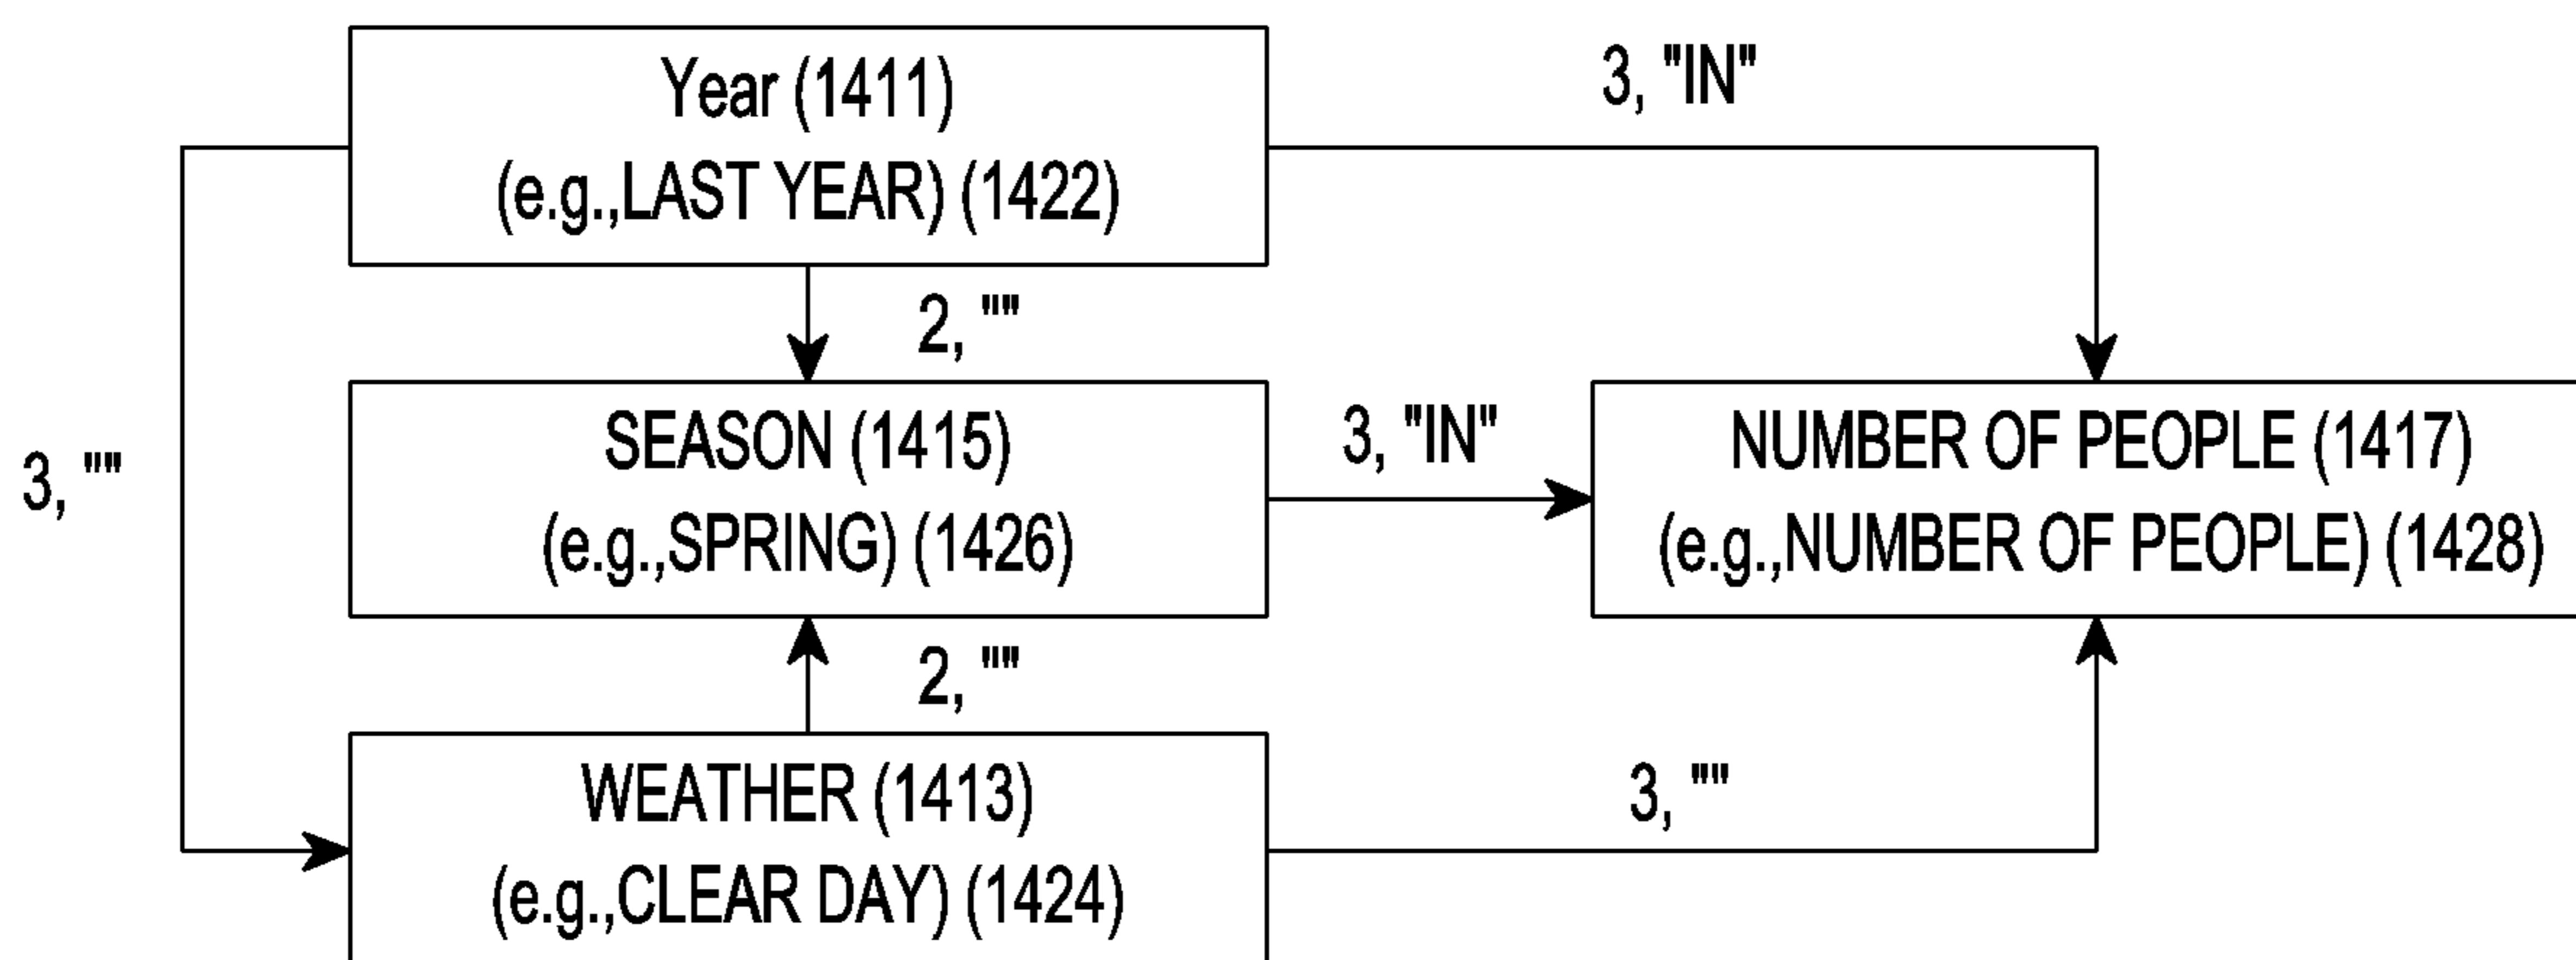 Year (1411)
(e.g.,LAST YEAR) (1422)
3, "IN"
2, ""
3, ""
SEASON (1415)
(e.g.,SPRING) (1426)
3, "IN"
NUMBER OF PEOPLE (1417)
(e.g.,NUMBER OF PEOPLE) (1428)
2, ""
WEATHER (1413)
(e.g.,CLEAR DAY) (1424)
3, ""